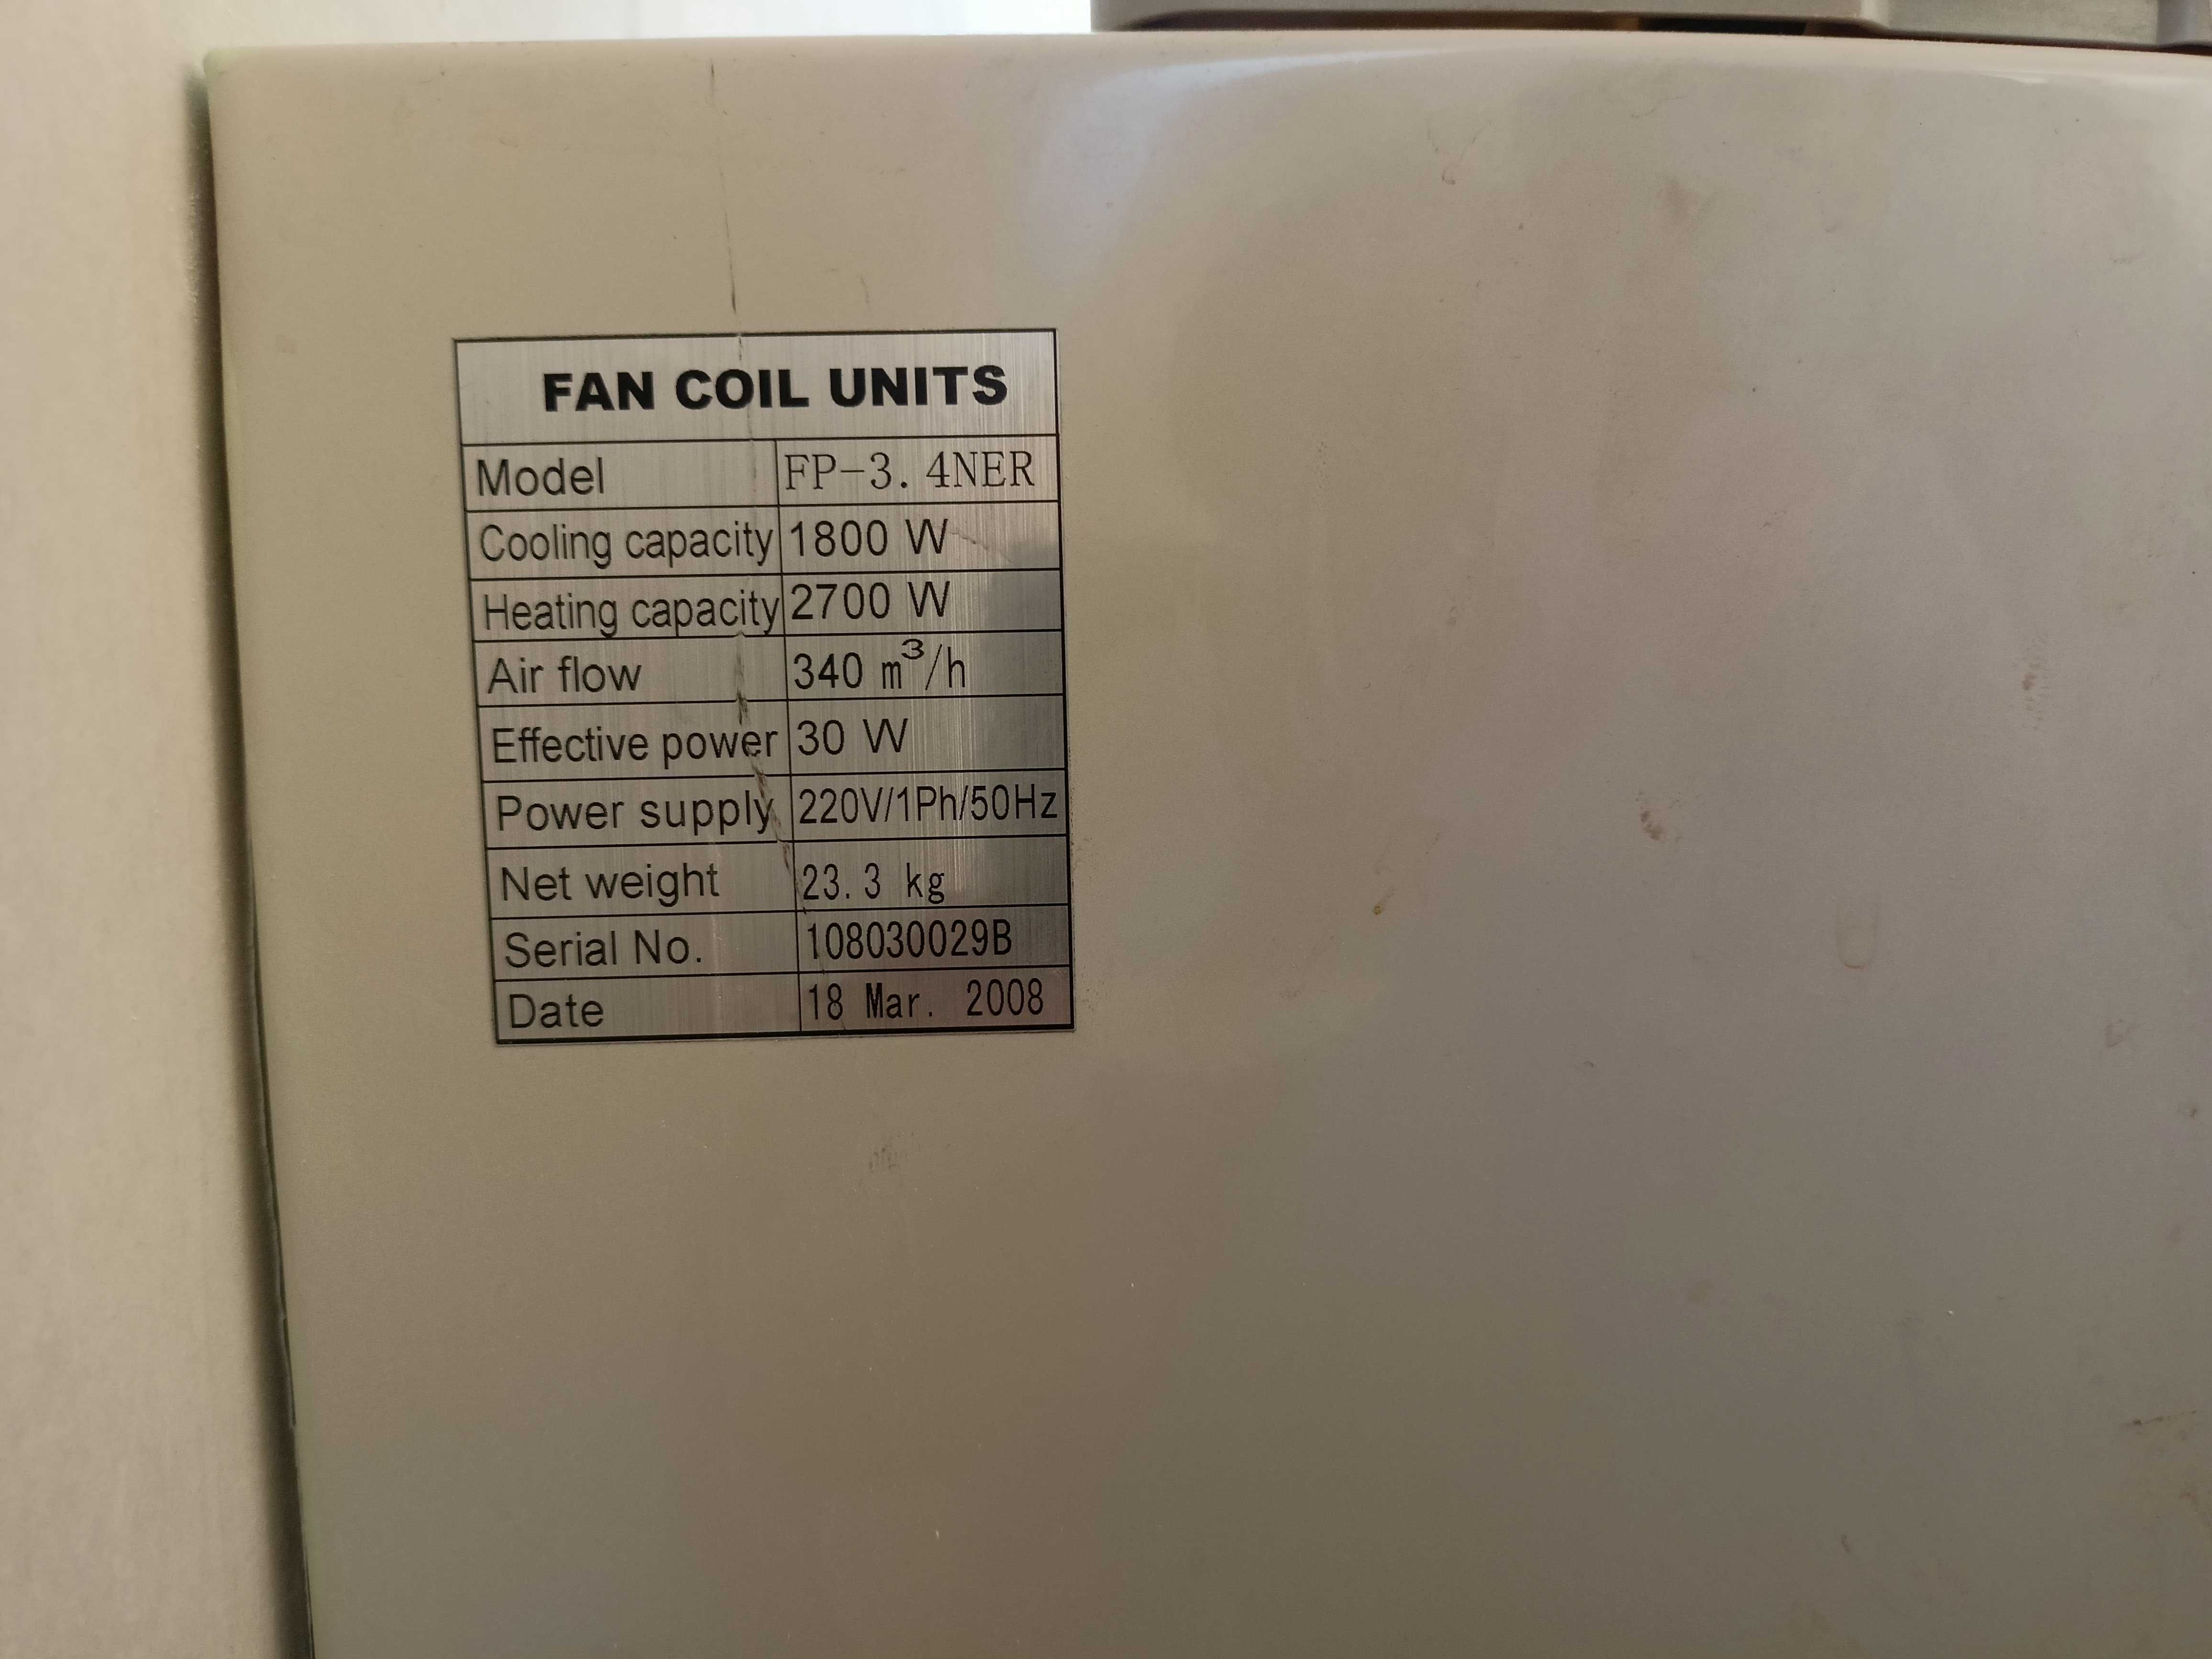 FAN COIL UNITS
Model FP-3.4NER
Cooling capacity 1800 W
Heating capacity 2700 W
Air flow 340 m³/h
Effective power 30 W
Power supply 220V/1Ph/50Hz
Net weight 23.3 kg
Serial No. 108030029B
Date 18 Mar. 2008